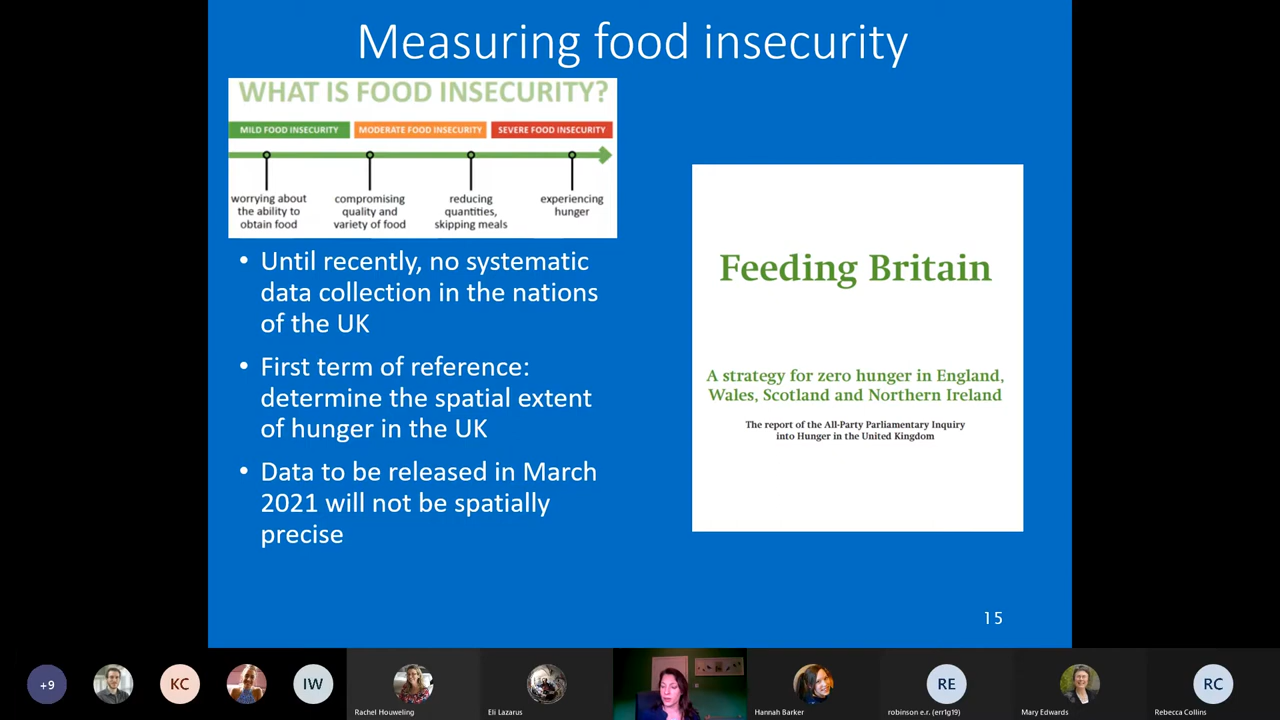 Measuring food insecurity
WHAT IS FOOD INSECURITY?
MILD FOOD INSECURITY
MODERATE FOOD INSECURITY
SEVERE FOOD INSECURITY
worrying about
the ability to
obtain food
compromising
quality and
variety of food
reducing
quantities,
skipping meals
experiencing
hunger
• Until recently, no systematic
data collection in the nations
of the UK
• First term of reference:
determine the spatial extent
of hunger in the UK
• Data to be released in March
2021 will not be spatially
precise
Feeding Britain
A strategy for zero hunger in England,
Wales, Scotland and Northern Ireland
The report of the All-Party Parliamentary Inquiry
into Hunger in the United Kingdom
15
+9
KC
IW
Rachel Houweling
Eli Lazarus
Hannah Barker
RE
robinson e.r. (err1g19)
Mary Edwards
RC
Rebecca Collins